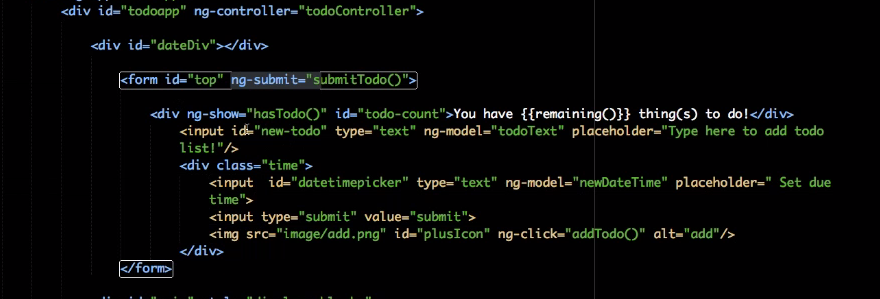 <div id="todoapp" ng-controller="todoController">
<div id="dateDiv"></div>
<form id="top" ng-submit="submitTodo()">
<div ng-show="hasTodo()" id="todo-count">You have {{remaining()}} thing(s) to do!</div>
<input id="new-todo" type="text" ng-model="todoText" placeholder="Type here to add todo
list!"/>
<div class="time">
<input  id="datetimepicker" type="text" ng-model="newDateTime" placeholder=" Set due
time">
<input type="submit" value="submit">
<img src="image/add.png" id="plusIcon" ng-click="addTodo()" alt="add"/>
</div>
</form>